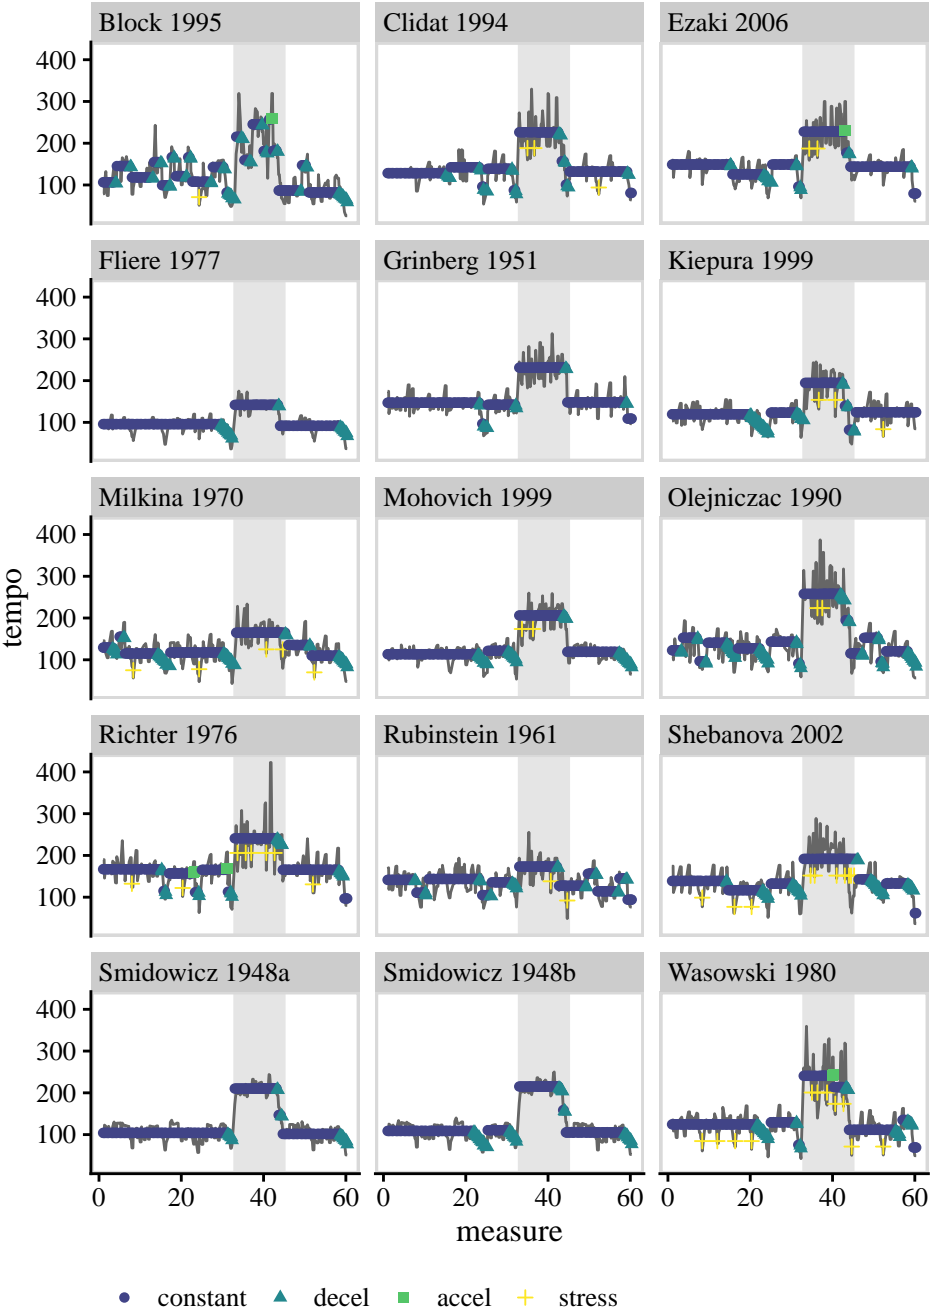 Block 1995 Clidat 1994 Ezaki 2006
400
300
200
100
Fliere 1977 Grinberg 1951 Kiepura 1999
400
300
200
100
Milkina 1970 Mohovich 1999 Olejniczac 1990
400
300
200
100
tempo
Richter 1976 Rubinstein 1961 Shebanova 2002
400
300
200
100
Smidowicz 1948a Smidowicz 1948b Wasowski 1980
400
300
200
100
0 20 40 60 0 20 40 60 0 20 40 60
measure
constant decel accel stress